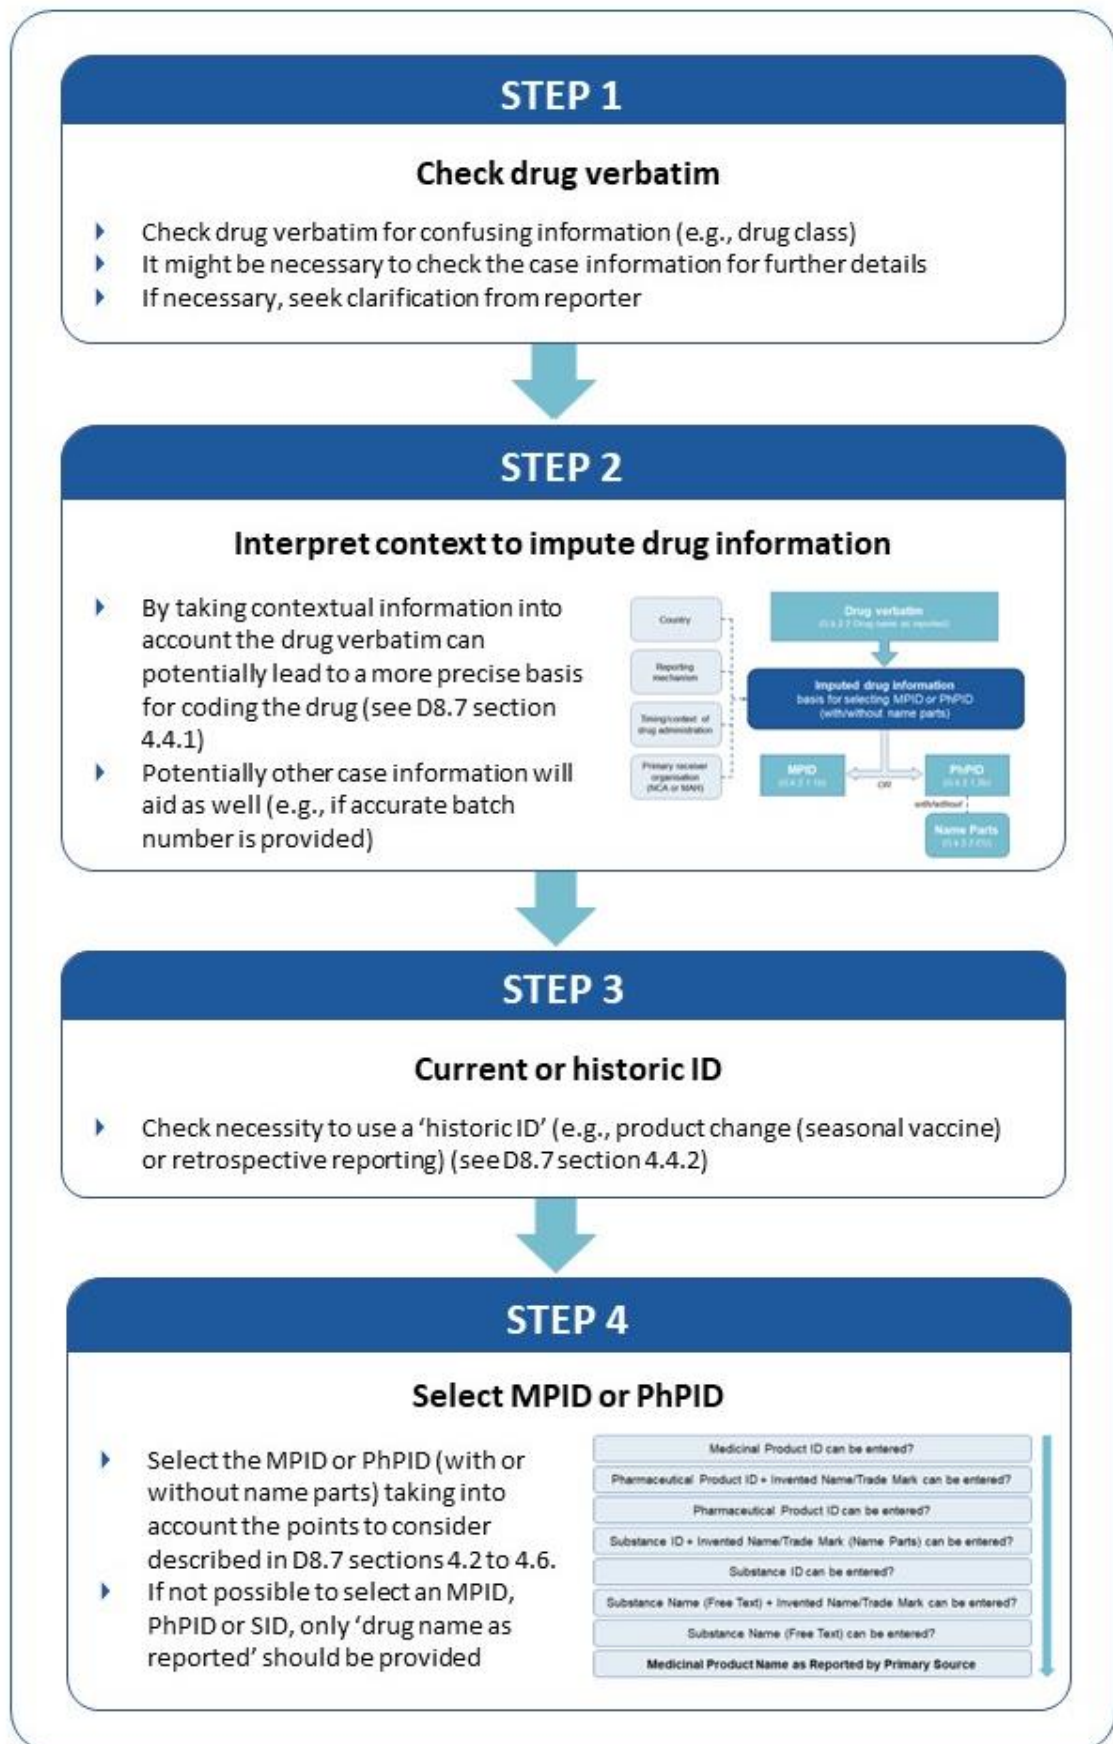 STEP 1
Check drug verbatim
Check drug verbatim for confusing information (e.g., drug class)
It might be necessary to check the case information for further details
If necessary, seek clarification from reporter
STEP 2
Interpret context to impute drug information
By taking contextual information into
account the drug verbatim can
potentially lead to a more precise basis
for coding the drug (see D8.7 section
4.4.1)
Potentially other case information will
aid as well (e.g., if accurate batch
number is provided)
Country
Reporting
mechanism
Timing/context of
drug administration
Primary receiver
organisation
(NCA or MAH)
Drug verbatim
Drug name as reported)
Imputed drug information
basis for selecting MPID or PhPID
(with/without name parts)
MPID
OR
PhPID
with/without
Name Parts
STEP 3
Current or historic ID
Check necessity to use a ‘historic ID’ (e.g., product change (seasonal vaccine)
or retrospective reporting) (see D8.7 section 4.4.2)
STEP 4
Select MPID or PhPID
Select the MPID or PhPID (with or
without name parts) taking into
account the points to consider
described in D8.7 sections 4.2 to 4.6.
If not possible to select an MPID,
PhPID or SID, only ‘drug name as
reported’ should be provided
Medicinal Product ID can be entered?
Pharmaceutical Product ID + Invented Name/Trade Mark can be entered?
Pharmaceutical Product ID can be entered?
Substance ID + Invented Name/Trade Mark (Name Parts) can be entered?
Substance ID can be entered?
Substance Name (Free Text) + Invented Name/Trade Mark can be entered?
Substance Name (Free Text) can be entered?
Medicinal Product Name as Reported by Primary Source